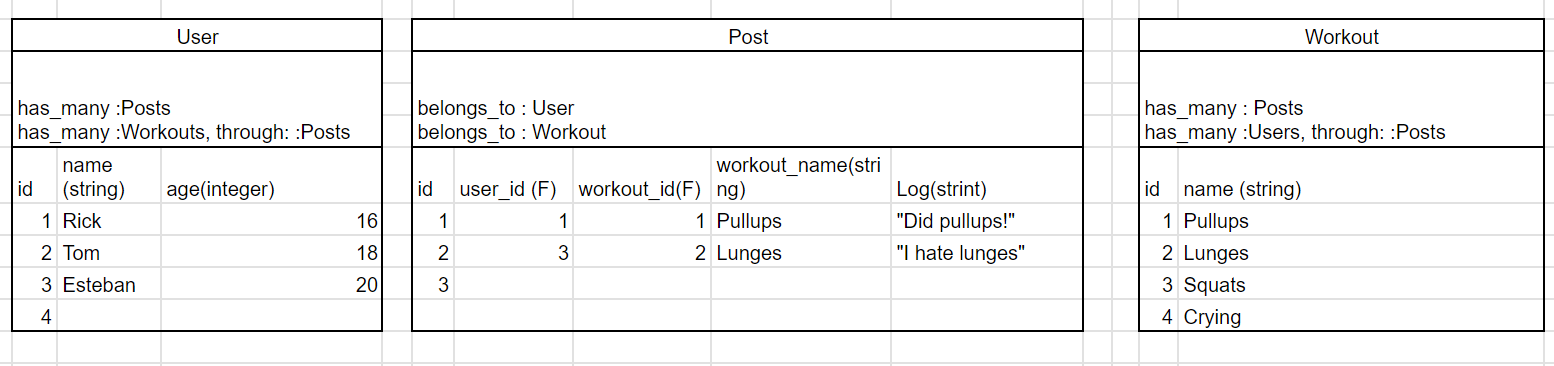 User
has_many :Posts
has_many :Workouts, through: :Posts
id name (string) age(integer)
1 Rick 16
2 Tom 18
3 Esteban 20
4
Post
belongs_to : User
belongs_to : Workout
id user_id (F) workout_id(F) workout_name(string) Log(strint)
1 1 1 Pullups "Did pullups!"
2 3 2 Lunges "I hate lunges"
3
Workout
has_many : Posts
has_many :Users, through: :Posts
id name (string)
1 Pullups
2 Lunges
3 Squats
4 Crying